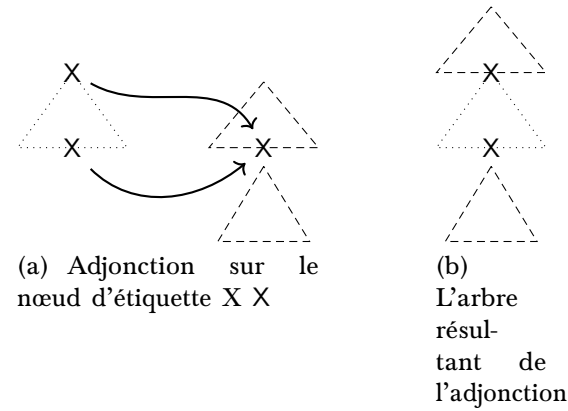 X
X
X
X
X
(a) Adjonction sur le
nœud d'étiquette X X
(b)
L'arbre
résul-
tant de
l'adjonction